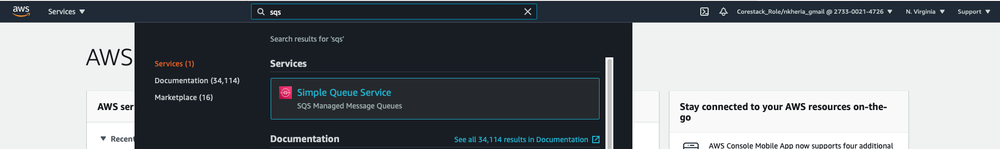 aws
Services ▼
sqs
Corestack_Role/nkheria_gmail @ 2733-0021-4726 ▼
N. Virginia ▼
Support ▼
Search results for 'sqs'
AWS
Services (1)
Documentation (34,114)
Marketplace (16)
Services
Simple Queue Service
SQS Managed Message Queues
Documentation
See all 34,114 results in Documentation
AWS ser
▼ Recent
Stay connected to your AWS resources on-the-
go
AWS Console Mobile App now supports four additional